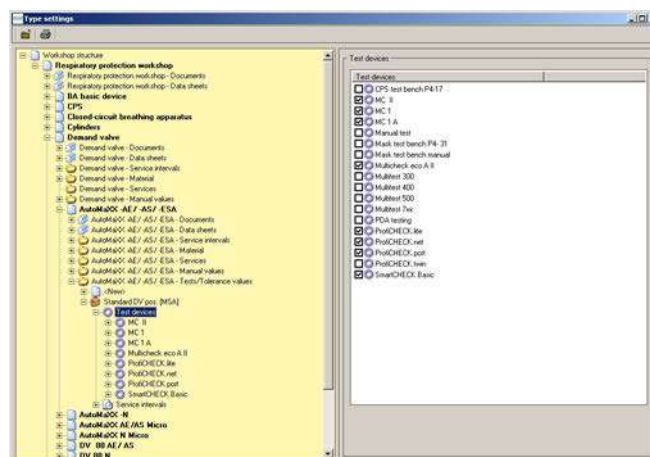 Type settings
Workshop structure
Respiratory protection workshop
Respiratory protection workshop - Documents
Respiratory protection workshop - Data sheets
BA basic device
CPS
Closed-circuit breathing apparatus
Cylinders
Demand valve
Demand valve - Documents
Demand valve - Data sheets
Demand valve - Service intervals
Demand valve - Material
Demand valve - Services
Demand valve - Manual values
AutoMaXX -AE/ -AS/ -ESA
AutoMaXX -AE/ -AS/ -ESA - Documents
AutoMaXX -AE/ -AS/ -ESA - Data sheets
AutoMaXX -AE/ -AS/ -ESA - Service intervals
AutoMaXX -AE/ -AS/ -ESA - Material
AutoMaXX -AE/ -AS/ -ESA - Services
AutoMaXX -AE/ -AS/ -ESA - Manual values
AutoMaXX -AE/ -AS/ -ESA - Tests/Tolerance values
<New>
Standard DV pos. [MSA]
Test devices
MC II
MC 1
MC 1 A
Multicheck eco A II
ProfiCHECK.lite
ProfiCHECK.net
ProfiCHECK.port
SmartCHECK Basic
Service intervals
AutoMaXX -N
AutoMaXX AE/AS Micro
AutoMaXX N Micro
DV 80 AE/ AS
DV 80 N
Test devices
Test devices
CPS test bench P4-17
MC II
MC 1
MC 1 A
Manual test
Mask test bench P4- 31
Mask test bench manual
Multicheck eco A II
Multitest 300
Multitest 400
Multitest 500
Multitest 7xx
PDA testing
ProfiCHECK.lite
ProfiCHECK.net
ProfiCHECK.port
ProfiCHECK.twin
SmartCHECK Basic